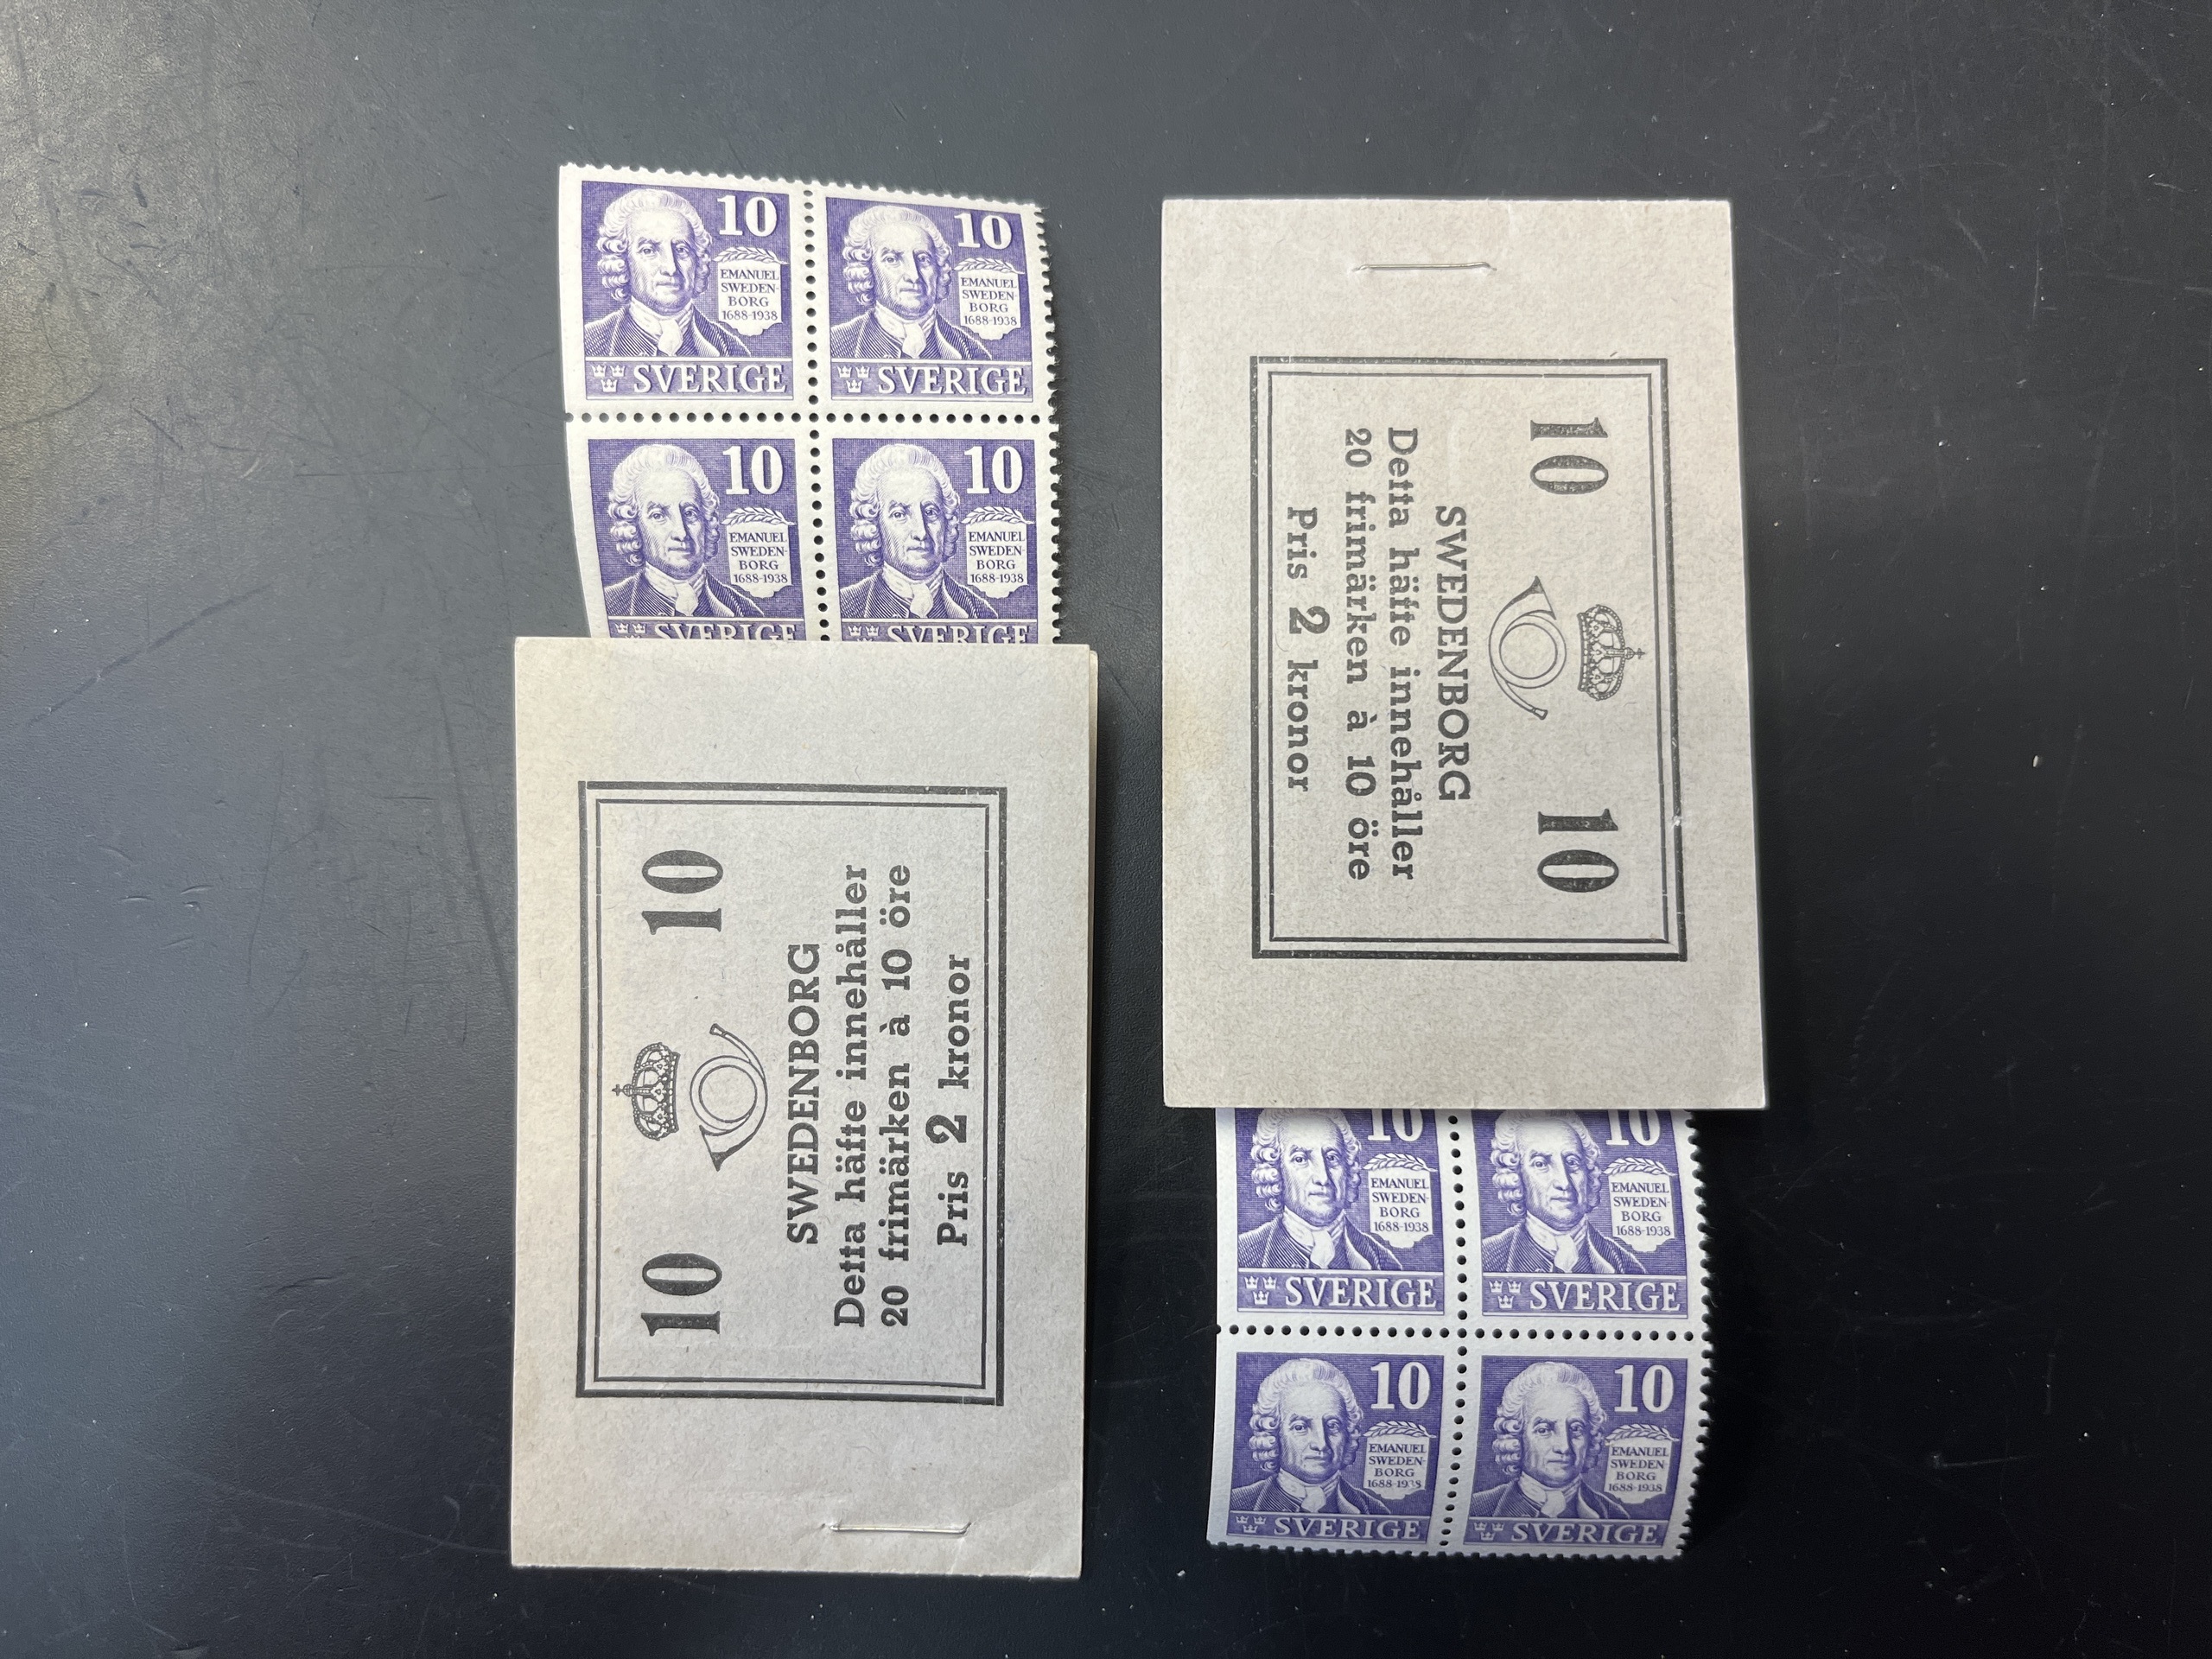 10
EMANUEL
SWEDEN-
BORG
1688-1938
SVERIGE
10
EMANUEL
SWEDEN-
BORG
1688-1938
SVERIGE
10
EMANUEL
SWEDEN-
BORG
1688-1938
SVERIGE
10
EMANUEL
SWEDEN-
BORG
1688-1938
SVERIGE
10 10
SWEDENBORG
Detta häfte innehåller
20 frimärken à 10 öre
Pris 2 kronor
10 10
SWEDENBORG
Detta häfte innehåller
20 frimärken à 10 öre
Pris 2 kronor
10
EMANUEL
SWEDEN-
BORG
1688-1938
SVERIGE
10
EMANUEL
SWEDEN-
BORG
1688-1938
SVERIGE
10
EMANUEL
SWEDEN-
BORG
1688-1938
SVERIGE
10
EMANUEL
SWEDEN-
BORG
1688-1938
SVERIGE